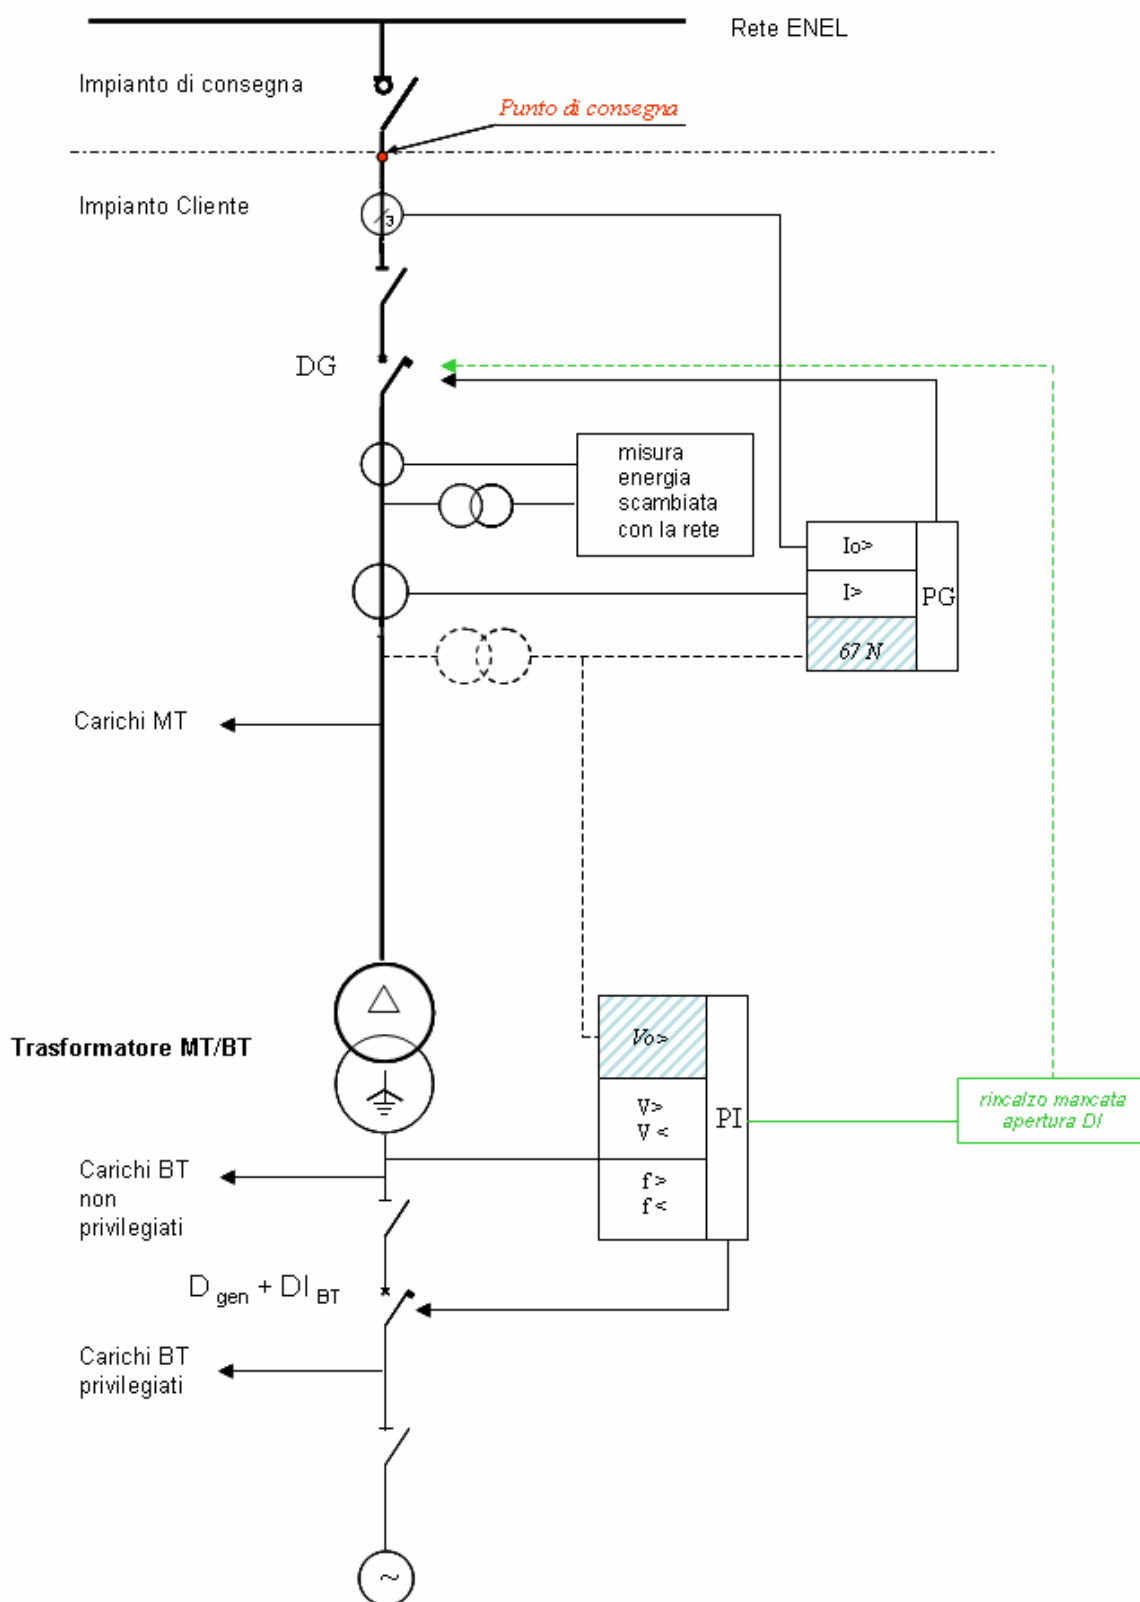 Rete ENEL
Impianto di consegna
Punto di consegna
Impianto Cliente
3
DG
misura
energia
scambiata
con la rete
Io>
I>
PG
67 N
Carichi MT
Trasformatore MT/BT
Vo>
V>
V<
PI
f>
f<
rincalzo mancata
apertura DI
Carichi BT
non
privilegiati
D gen + DI BT
Carichi BT
privilegiati
~